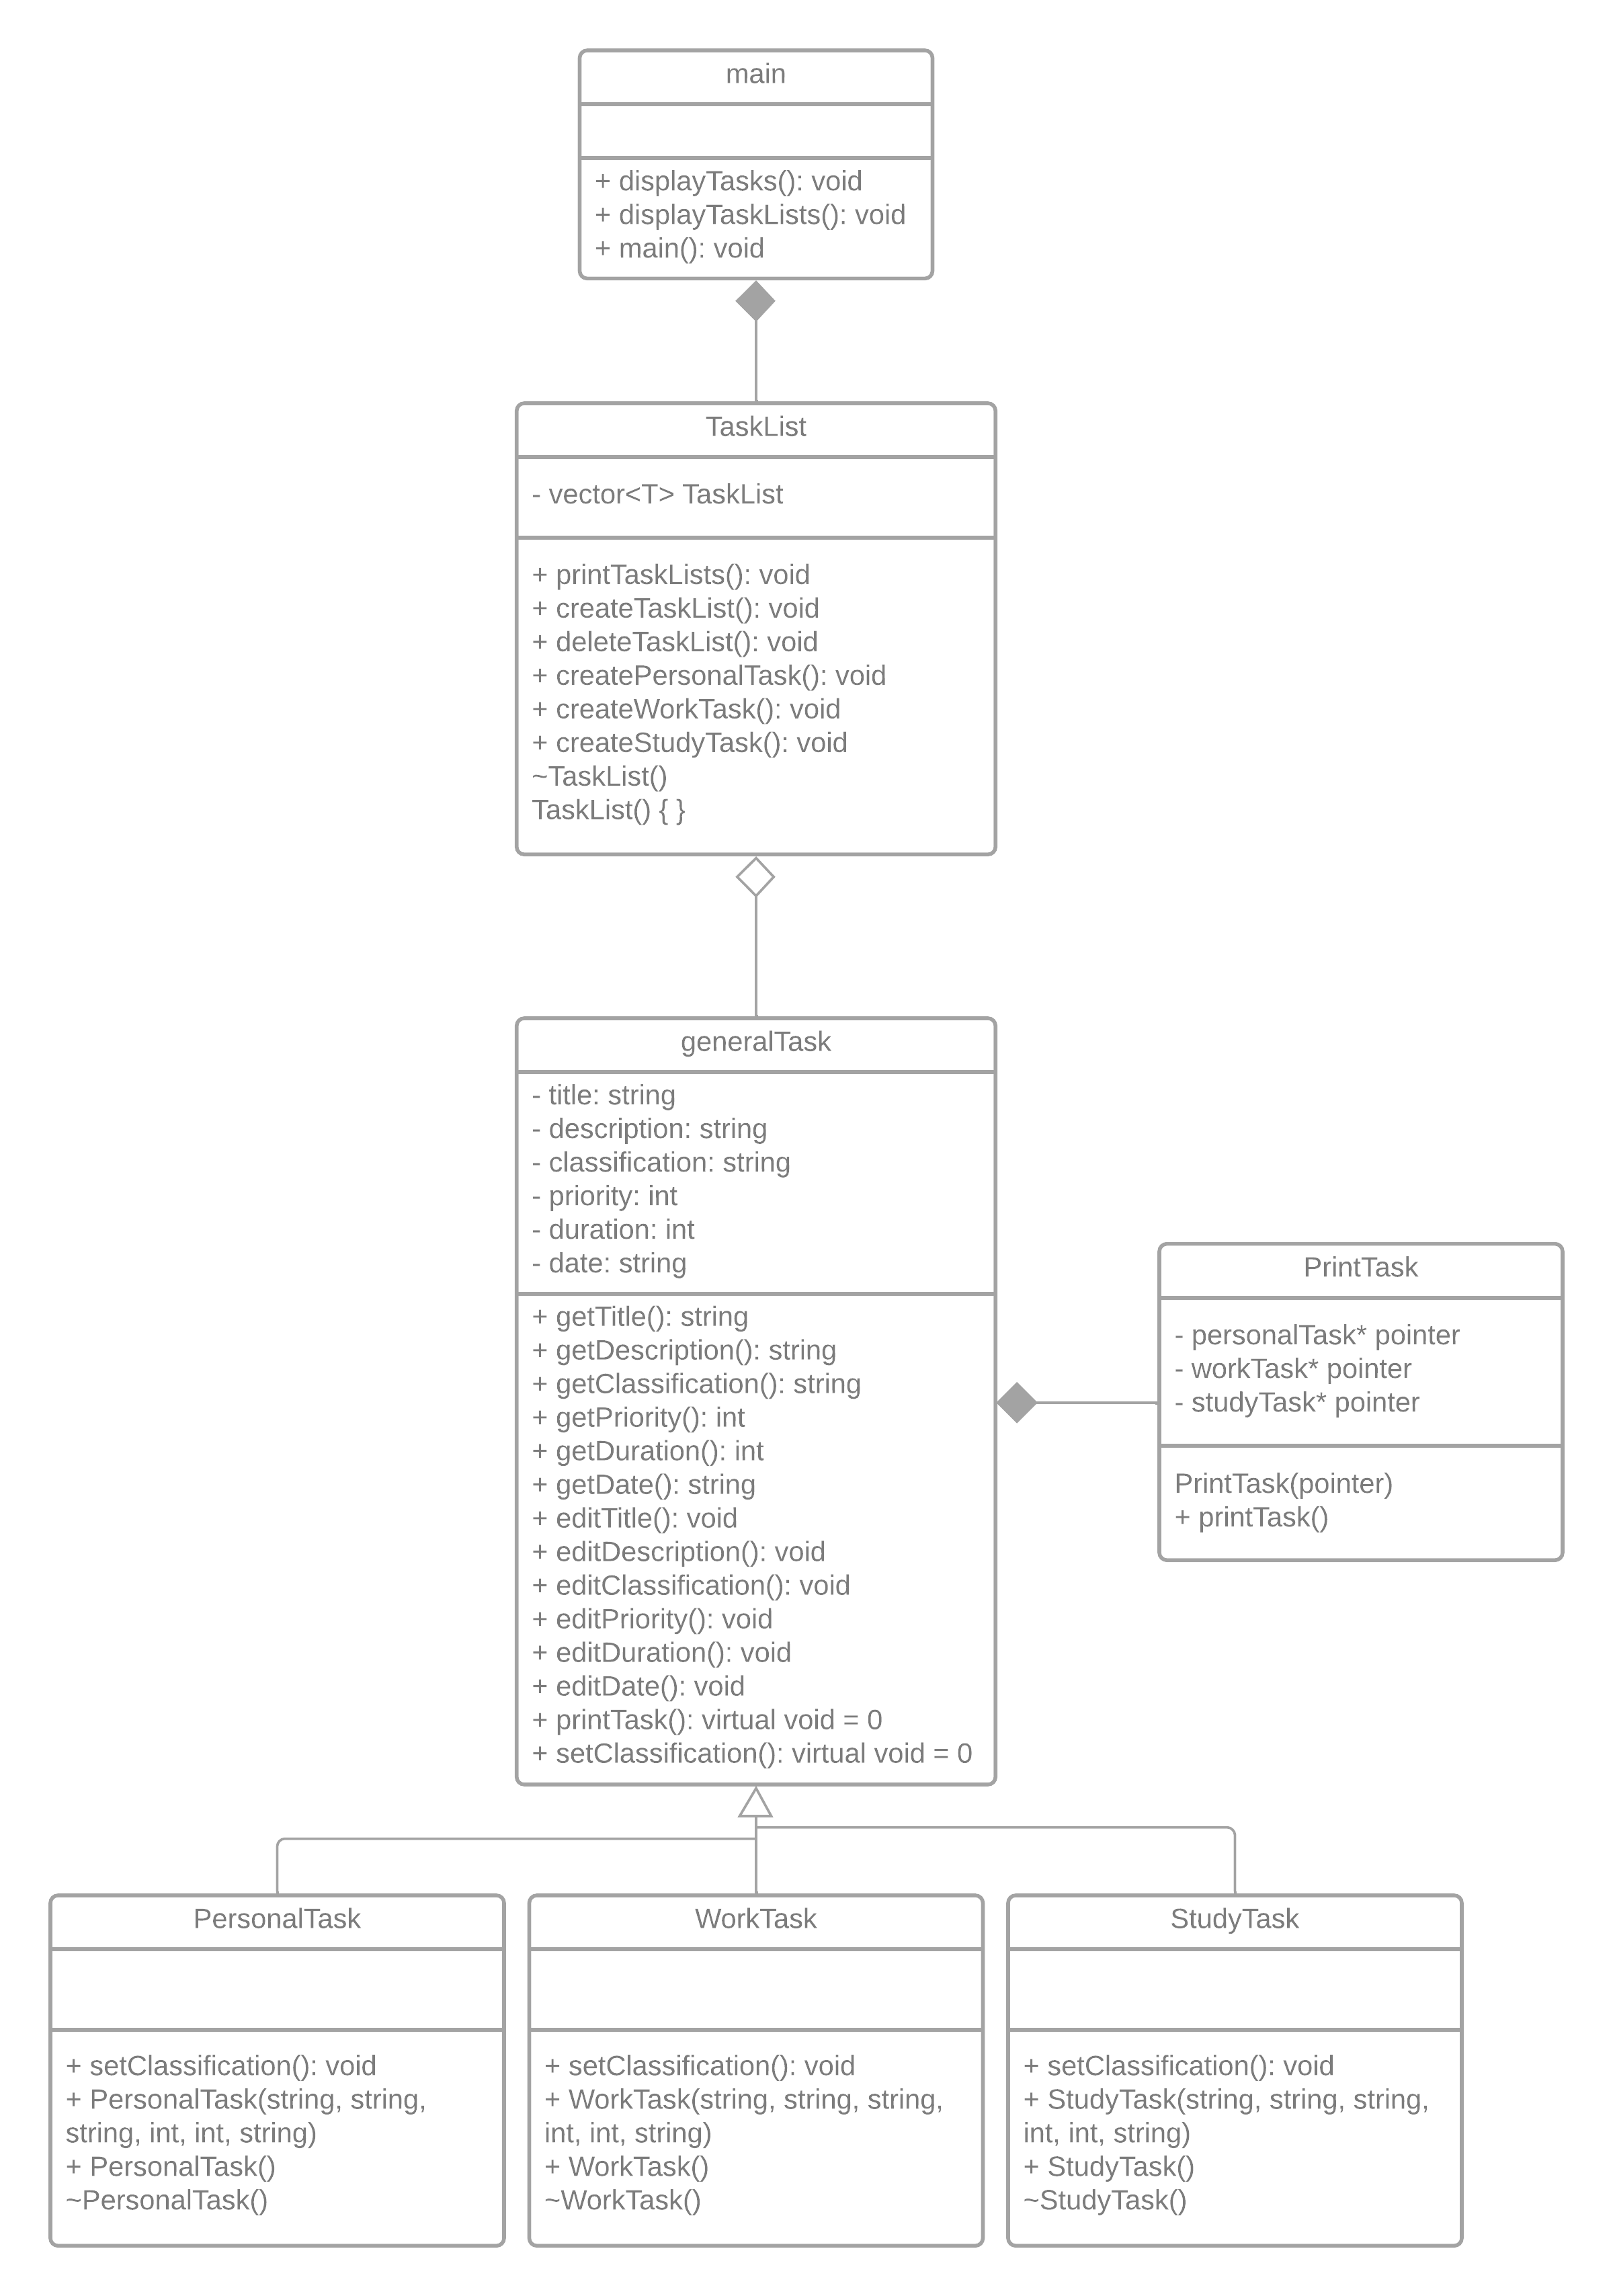 main
+ displayTasks(): void
+ displayTaskLists(): void
+ main(): void
TaskList
- vector<T> TaskList
+ printTaskLists(): void
+ createTaskList(): void
+ deleteTaskList(): void
+ createPersonalTask(): void
+ createWorkTask(): void
+ createStudyTask(): void
~TaskList()
TaskList() { }
generalTask
- title: string
- description: string
- classification: string
- priority: int
- duration: int
- date: string
+ getTitle(): string
+ getDescription(): string
+ getClassification(): string
+ getPriority(): int
+ getDuration(): int
+ getDate(): string
+ editTitle(): void
+ editDescription(): void
+ editClassification(): void
+ editPriority(): void
+ editDuration(): void
+ editDate(): void
+ printTask(): virtual void = 0
+ setClassification(): virtual void = 0
PrintTask
- personalTask* pointer
- workTask* pointer
- studyTask* pointer
PrintTask(pointer)
+ printTask()
PersonalTask
+ setClassification(): void
+ PersonalTask(string, string,
string, int, int, string)
+ PersonalTask()
~PersonalTask()
WorkTask
+ setClassification(): void
+ WorkTask(string, string, string,
int, int, string)
+ WorkTask()
~WorkTask()
StudyTask
+ setClassification(): void
+ StudyTask(string, string, string,
int, int, string)
+ StudyTask()
~StudyTask()